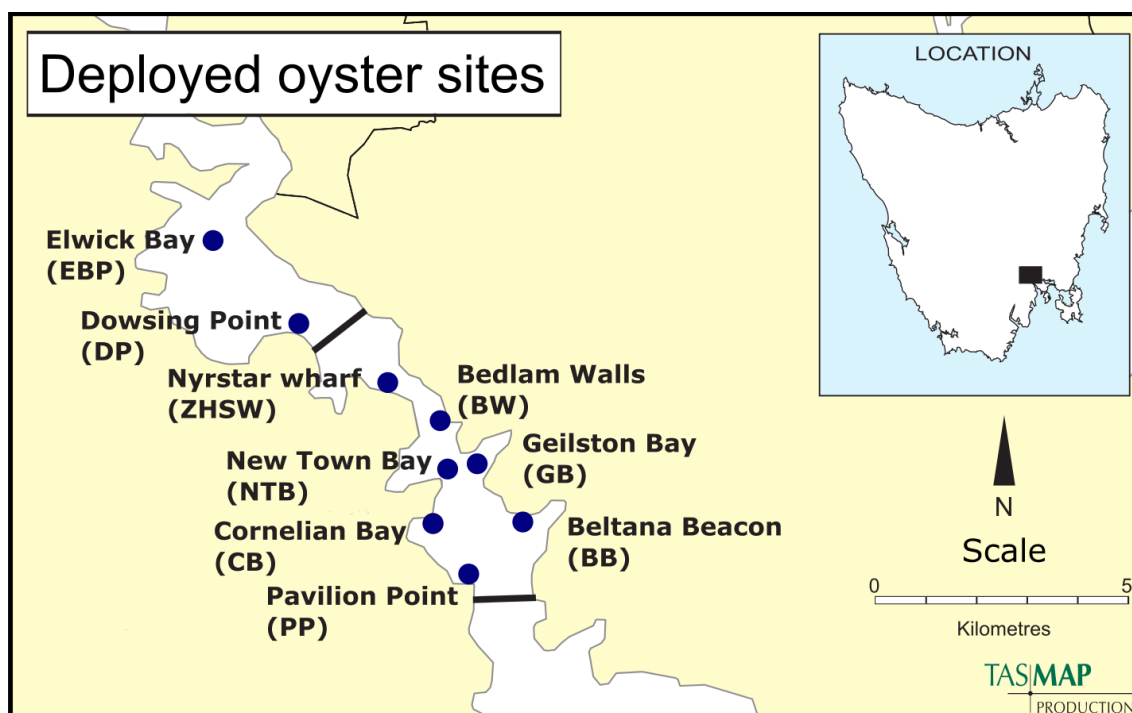 Deployed oyster sites
LOCATION
Elwick Bay
(EBP)
Dowsing Point
(DP)
Nyrstar wharf
(ZHSW)
Bedlam Walls
(BW)
New Town Bay
(NTB)
Geilston Bay
(GB)
Cornelian Bay
(CB)
Beltana Beacon
(BB)
Pavilion Point
(PP)
N
Scale
0 5
Kilometres
TASMAP
PRODUCTION